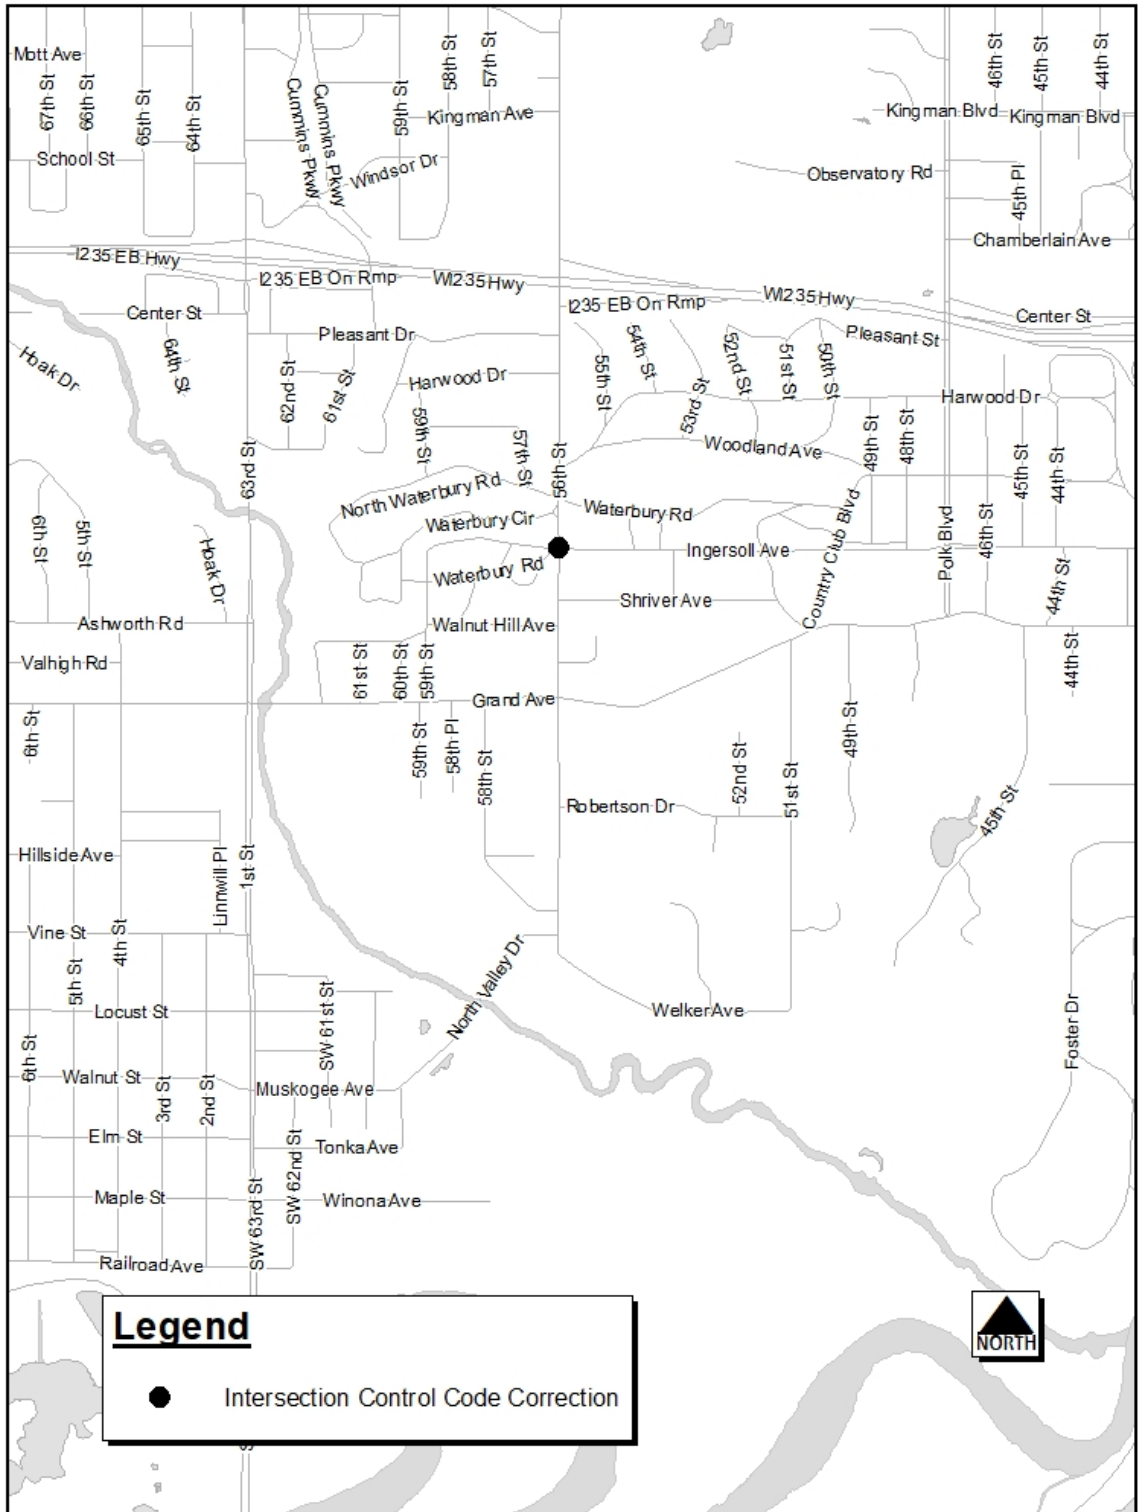 46th St
45th St
44th St
58th St
57th St
Mott Ave
67th St
66th St
65th St
64th St
Cummins Pkwy
Cummins Pkwy
59th St
Kingman Ave
Kingman Blvd
Kingman Blvd
School St
Windsor Dr
Observatory Rd
45th Pl
Chamberlain Ave
I235 EB Hwy
I235 EB On Rmp
WI235 Hwy
I235 EB On Rmp
WI235 Hwy
Center St
Center St
Pleasant Dr
Pleasant St
Hoak Dr
64th St
62nd St
61st St
Harwood Dr
55th St
54th St
53rd St
52nd St
51st St
50th St
Harwood Dr
59th St
57th St
56th St
63rd St
Woodland Ave
49th St
48th St
45th St
44th St
North Waterbury Rd
Waterbury Cir
Waterbury Rd
Country Club Blvd
Polk Blvd
46th St
6th St
5th St
Hoak Dr
Waterbury Rd
Ingersoll Ave
44th St
Shriver Ave
Ashworth Rd
Walnut Hill Ave
Valhigh Rd
61st St
60th St
59th St
44th St
Grand Ave
6th St
59th St
58th Pl
58th St
49th St
52nd St
51st St
Robertson Dr
45th St
Hillside Ave
Linnwill Pl
1st St
Vine St
4th St
5th St
North Valley Dr
Locust St
SW 61st St
Welker Ave
Foster Dr
6th St
Walnut St
3rd St
2nd St
Muskogee Ave
Elm St
Tonka Ave
SW 62nd St
Maple St
SW 63rd St
Winona Ave
Railroad Ave
Legend
NORTH
Intersection Control Code Correction